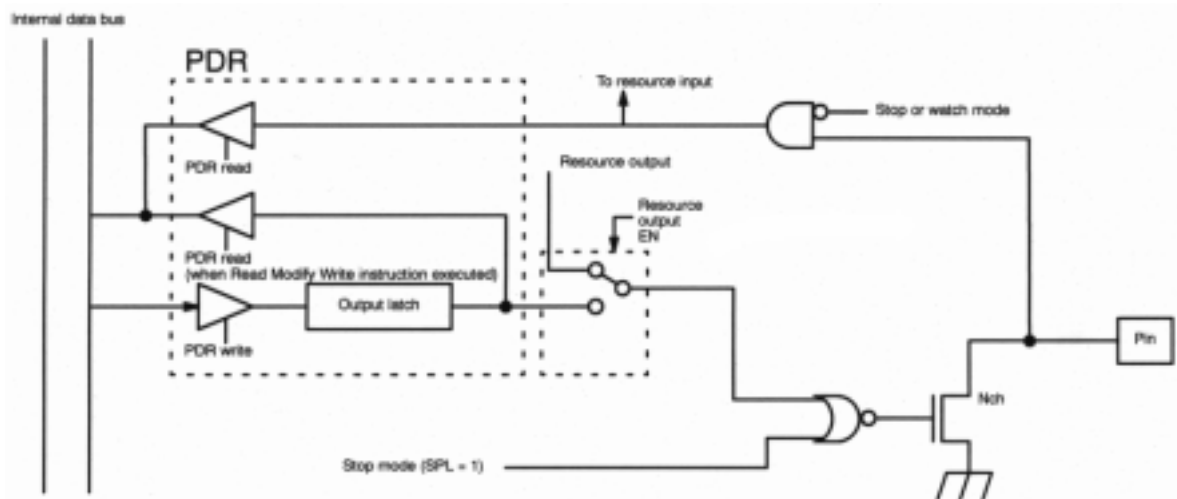 Internal data bus
PDR
To resource input
Stop or watch mode
PDR read
Resource output
Resource
output
EN
PDR read
(when Read Modify Write instruction executed)
Output latch
PDR write
Pin
Nch
Stop mode (SPL = 1)